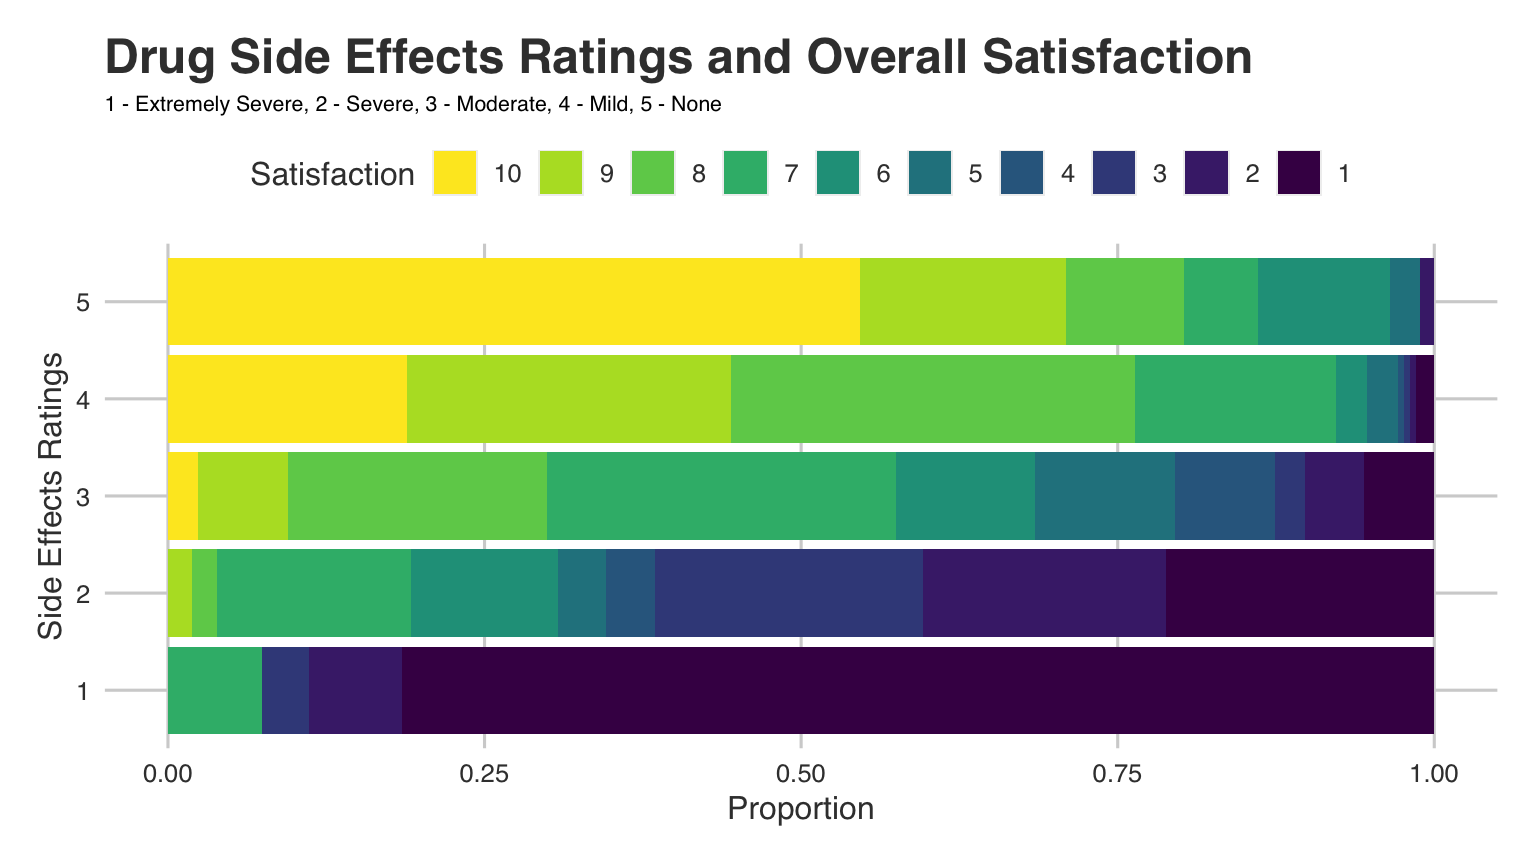 Drug Side Effects Ratings and Overall Satisfaction
1 - Extremely Severe, 2 - Severe, 3 - Moderate, 4 - Mild, 5 - None
Satisfaction 10 9 8 7 6 5 4 3 2 1
Side Effects Ratings
5
4
3
2
1
0.00 0.25 0.50 0.75 1.00
Proportion